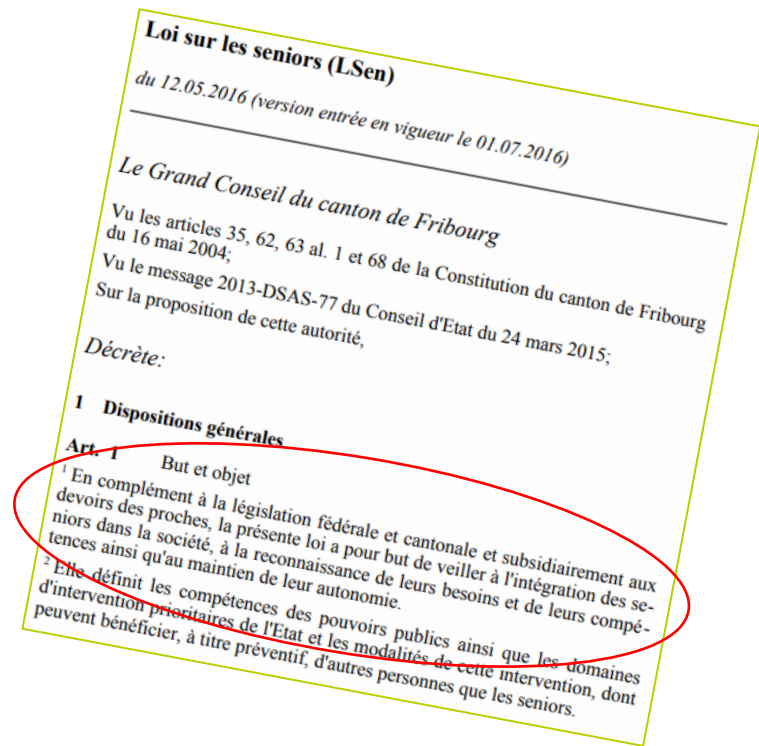 Loi sur les seniors (LSen)
du 12.05.2016 (version entrée en vigueur le 01.07.2016)
Le Grand Conseil du canton de Fribourg
Vu les articles 35, 62, 63 al. 1 et 68 de la Constitution du canton de Fribourg
du 16 mai 2004;
Vu le message 2013-DSAS-77 du Conseil d'Etat du 24 mars 2015;
Sur la proposition de cette autorité,
Décrète:
1 Dispositions générales
Art. 1 But et objet
¹ En complément à la législation fédérale et cantonale et subsidiairement aux
devoirs des proches, la présente loi a pour but de veiller à l'intégration des se-
niors dans la société, à la reconnaissance de leurs besoins et de leurs compé-
tences ainsi qu'au maintien de leur autonomie.
² Elle définit les compétences des pouvoirs publics ainsi que les domaines
d'intervention prioritaires de l'Etat et les modalités de cette intervention, dont
peuvent bénéficier, à titre préventif, d'autres personnes que les seniors.